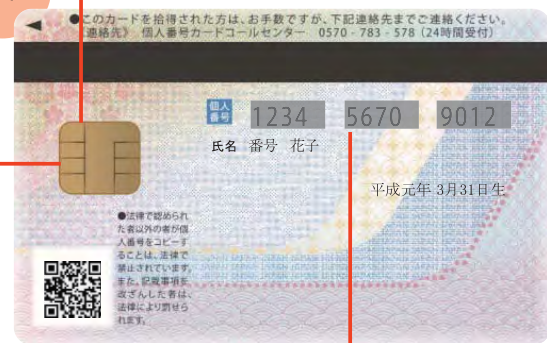 ●このカードを拾得された方は、お手数ですが、下記連絡先までご連絡ください。
《連絡先》 個人番号カードコールセンター 0570-783-578（24時間受付）
個人番号 1234 5670 9012
氏名 番号 花子
平成元年 3月31日生
●法律で認められ
た者以外の者が個
人番号をコピーす
ることは、法律で
禁止されています。
また、記載事項を
改ざんした者は、
法律により罰せら
れます。